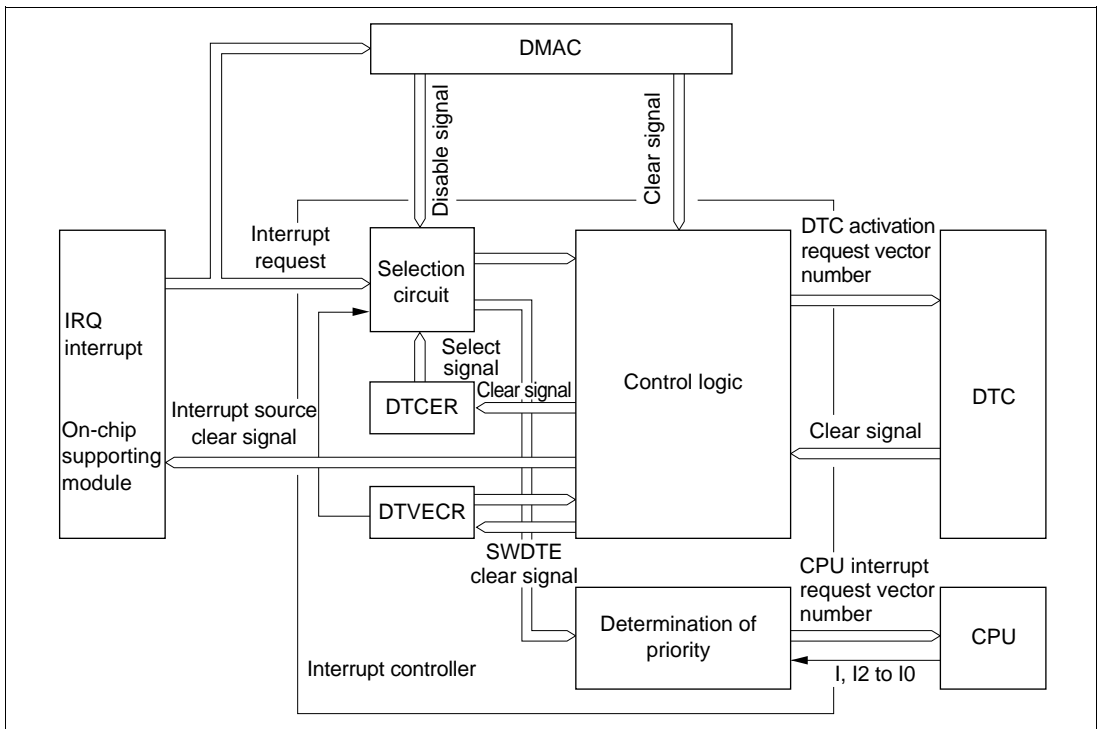 DMAC
Disable signal
Clear signal
Interrupt
request
Selection
circuit
DTC activation
request vector
number
IRQ
interrupt
On-chip
supporting
module
Select
signal
DTCER
Clear signal
Control logic
DTC
Interrupt source
clear signal
Clear signal
DTVECR
SWDTE
clear signal
CPU interrupt
request vector
number
Determination of
priority
CPU
I, I2 to I0
Interrupt controller